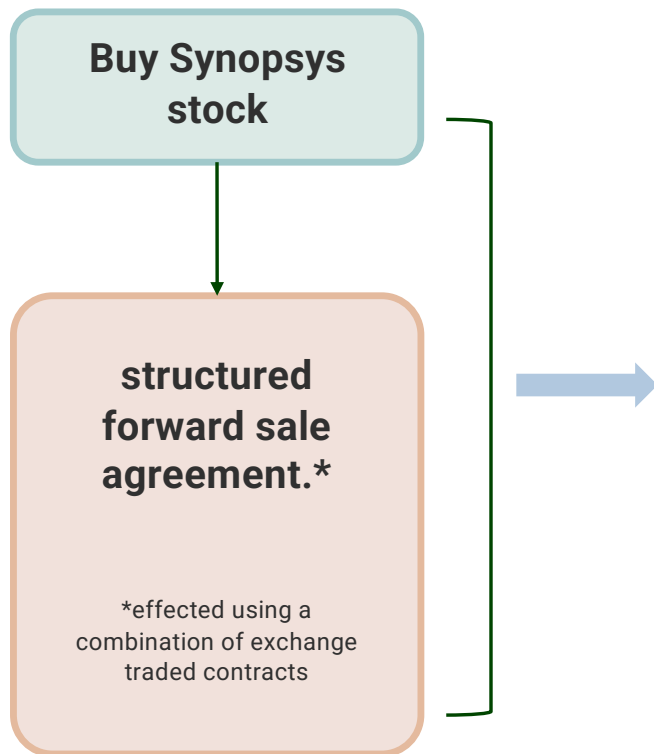 Buy Synopsys
stock
structured
forward sale
agreement.*
*effected using a
combination of exchange
traded contracts